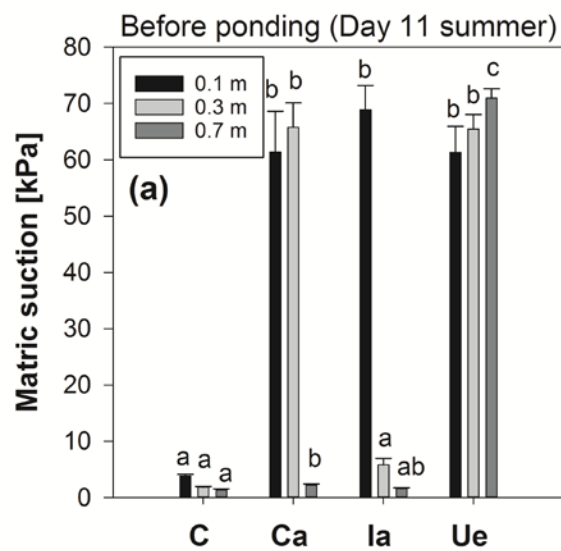 Before ponding (Day 11 summer)
80
70
60
50
40
30
20
10
0
Matric suction [kPa]
0.1 m
0.3 m
0.7 m
(a)
a a a
b b b
b a ab
b b c
C Ca Ia Ue